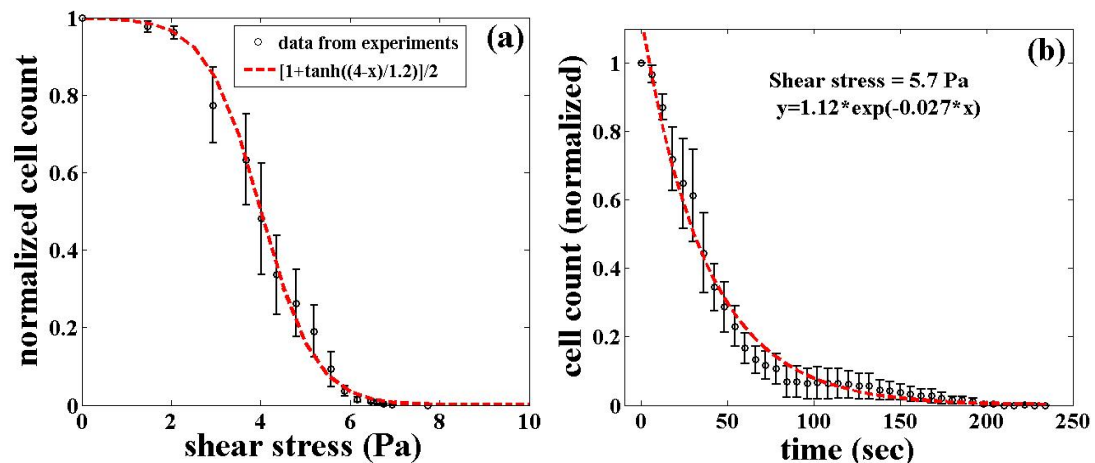 (a)
data from experiments
[1+tanh((4-x)/1.2)]/2
normalized cell count
1
0.8
0.6
0.4
0.2
0
0 2 4 6 8 10
shear stress (Pa)
(b)
Shear stress = 5.7 Pa
y=1.12*exp(-0.027*x)
cell count (normalized)
1
0.8
0.6
0.4
0.2
0
0 50 100 150 200 250
time (sec)